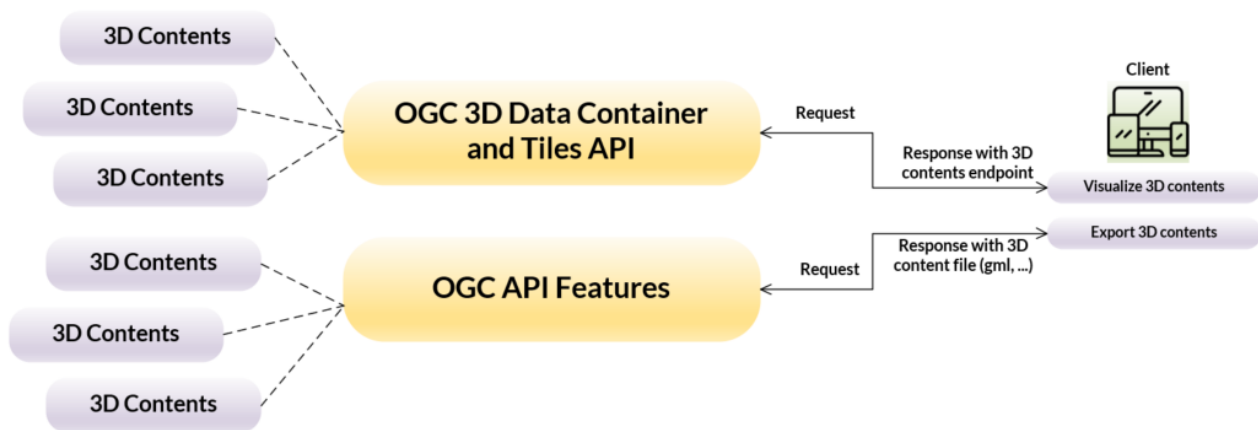 3D Contents
3D Contents
3D Contents
OGC 3D Data Container
and Tiles API
Request
Response with 3D
contents endpoint
Client
Visualize 3D contents
3D Contents
3D Contents
3D Contents
OGC API Features
Request
Response with 3D
content file (gml, ...)
Export 3D contents